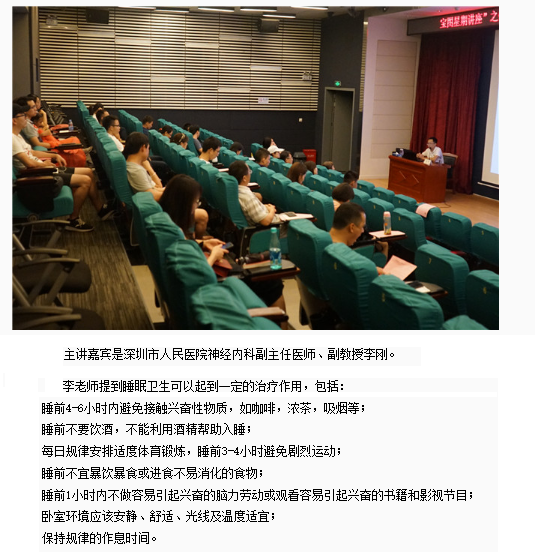 宝图星期讲座”之
主讲嘉宾是深圳市人民医院神经内科副主任医师、副教授李刚。
李老师提到睡眠卫生可以起到一定的治疗作用，包括：
睡前4-6小时内避免接触兴奋性物质，如咖啡，浓茶，吸烟等；
睡前不要饮酒，不能利用酒精帮助入睡；
每日规律安排适度体育锻炼，睡前3-4小时避免剧烈运动；
睡前不宜暴饮暴食或进食不易消化的食物；
睡前1小时内不做容易引起兴奋的脑力劳动或观看容易引起兴奋的书籍和影视节目；
卧室环境应该安静、舒适、光线及温度适宜；
保持规律的作息时间。